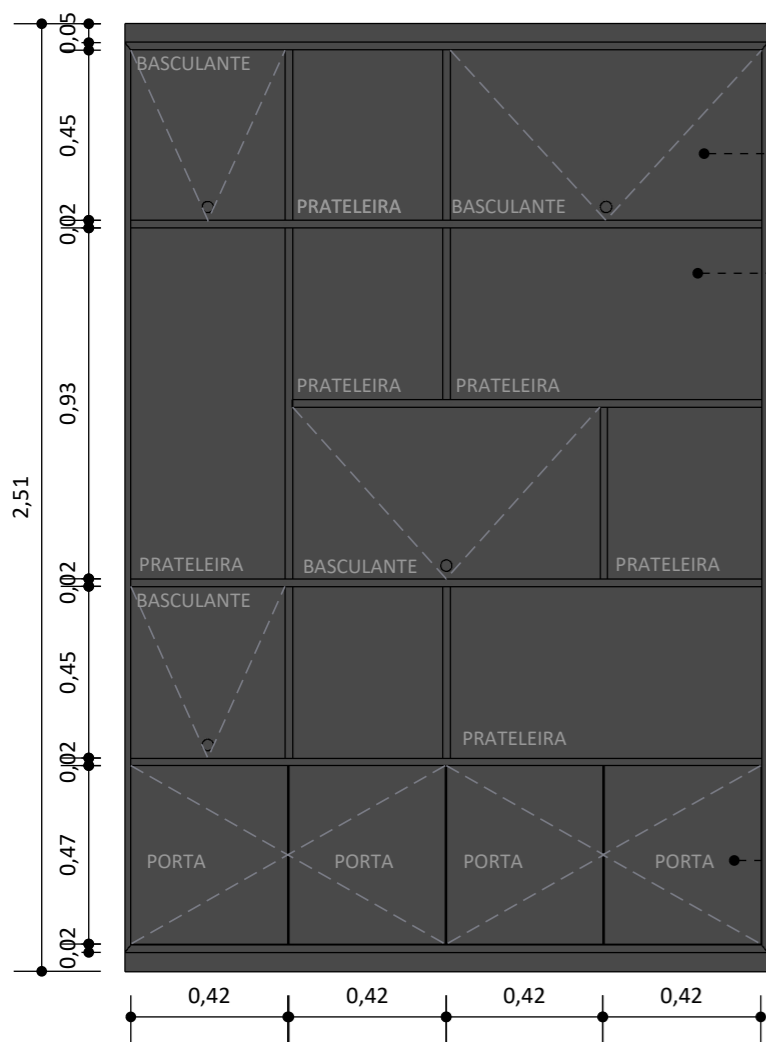 0,05
BASCULANTE
0,45
PRATELEIRA
BASCULANTE
0,02
0,93
PRATELEIRA
PRATELEIRA
2,51
PRATELEIRA
BASCULANTE
PRATELEIRA
0,02
BASCULANTE
0,45
PRATELEIRA
0,02
0,47
PORTA
PORTA
PORTA
PORTA
0,02
0,42
0,42
0,42
0,42